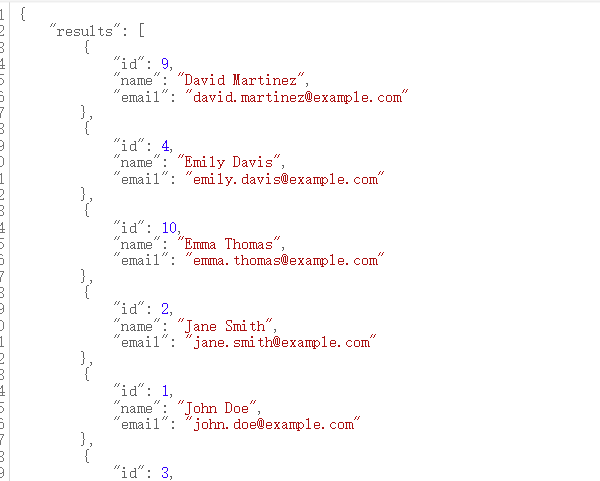 1 {
2 "results": [
3 {
4 "id": 9,
5 "name": "David Martinez",
6 "email": "david.martinez@example.com"
7 },
8 {
9 "id": 4,
0 "name": "Emily Davis",
1 "email": "emily.davis@example.com"
2 },
3 {
4 "id": 10,
5 "name": "Emma Thomas",
6 "email": "emma.thomas@example.com"
7 },
8 {
9 "id": 2,
0 "name": "Jane Smith",
1 "email": "jane.smith@example.com"
2 },
3 {
4 "id": 1,
5 "name": "John Doe",
6 "email": "john.doe@example.com"
7 },
8 {
9 "id": 3,